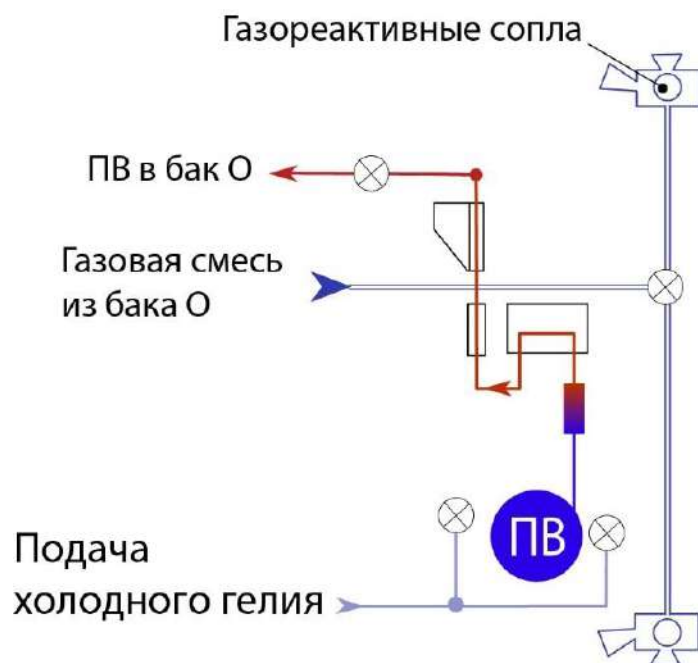 Газореактивные сопла
ПВ в бак О
Газовая смесь
из бака О
ПВ
Подача
холодного гелия